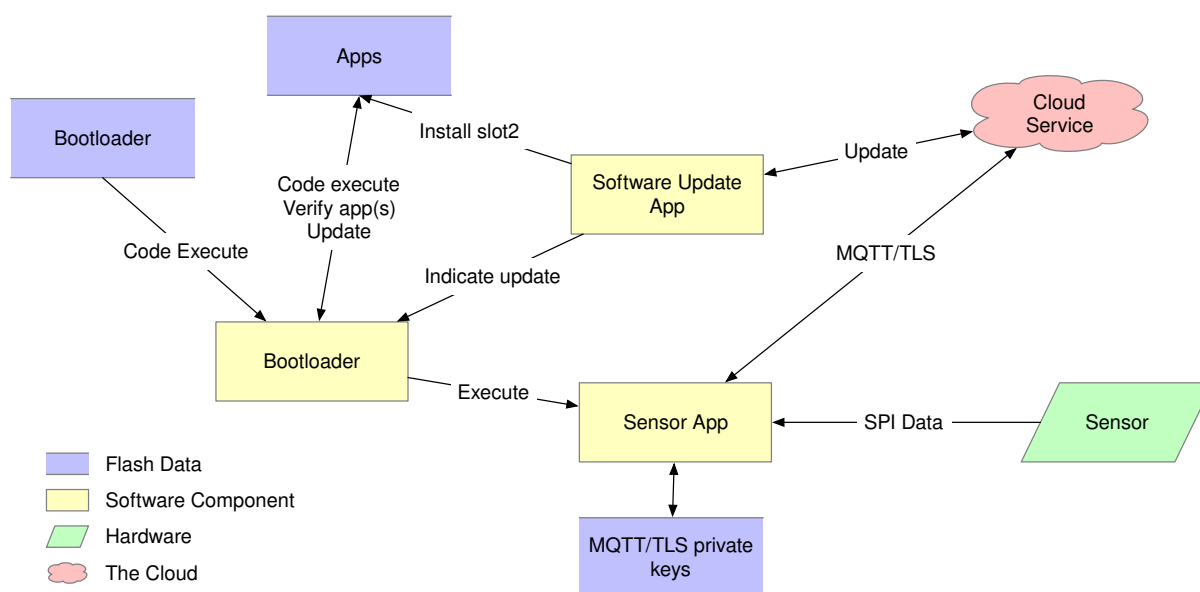 Apps
Bootloader
Install slot2
Cloud
Service
Update
Software Update
App
Code execute
Verify app(s)
Update
Code Execute
MQTT/TLS
Indicate update
Bootloader
Execute
Sensor App
SPI Data
Sensor
Flash Data
Software Component
Hardware
The Cloud
MQTT/TLS private
keys